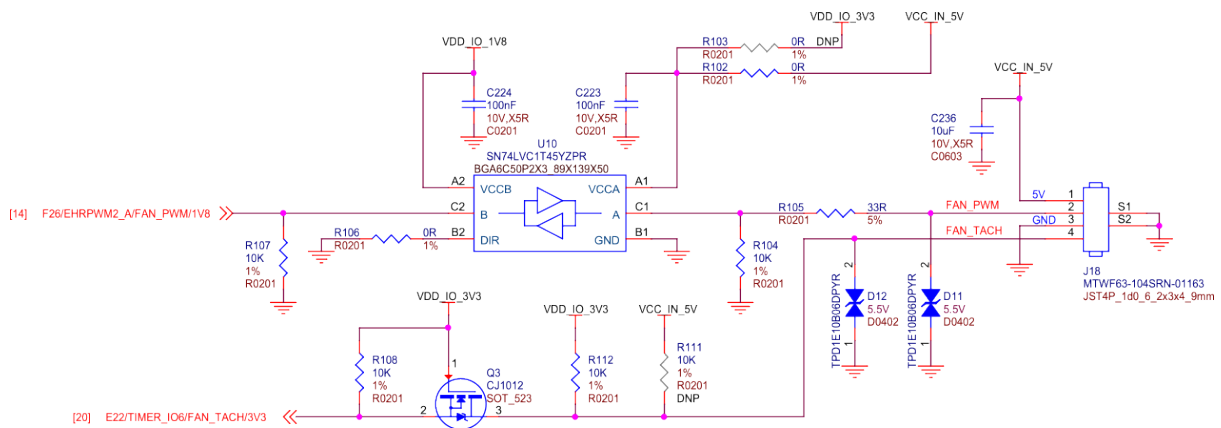 VDD_IO_3V3
VCC_IN_5V
VDD_IO_1V8
R103
0R
DNP
R0201
1%
R102
0R
R0201
1%
VCC_IN_5V
C224
100nF
10V,X5R
C0201
C223
100nF
10V,X5R
C0201
C236
10uF
10V,X5R
C0603
U10
SN74LVC1T45YZPR
BGA6C50P2X3_89X139X50
A2
VCCB
VCCA
A1
C2
B
A
C1
B2
DIR
GND
B1
[14]
F26/EHRPWM2_A/FAN_PWM/1V8
R107
10K
1%
R0201
R106
0R
R0201
1%
R105
33R
R0201
5%
R104
10K
1%
R0201
5V
1
FAN_PWM
2
GND
3
FAN_TACH
4
S1
S2
J18
MTWF63-104SRN-01163
JST4P_1d0_6_2x3x4_9mm
2
D12
5.5V
D0402
1
TPD1E10B06DPYR
2
D11
5.5V
D0402
1
TPD1E10B06DPYR
VDD_IO_3V3
VDD_IO_3V3
VCC_IN_5V
R108
10K
1%
R0201
1
Q3
CJ1012
SOT_523
2
3
R112
10K
1%
R0201
R111
10K
1%
R0201
DNP
[20]
E22/TIMER_IO6/FAN_TACH/3V3